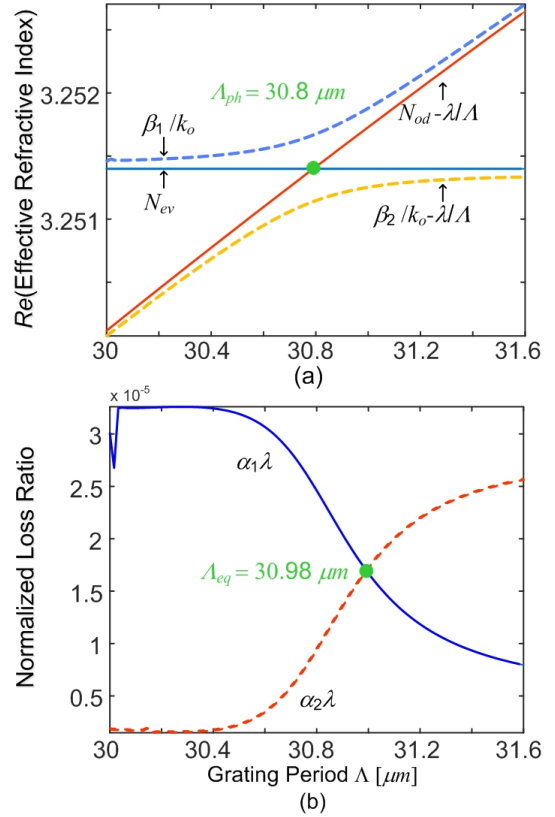 (a)
Re(Effective Refractive Index)
3.252
3.251
Λph = 30.8 μm
β1 /ko
Nev
Nod -λ/Λ
β2 /ko-λ/Λ
30 30.4 30.8 31.2 31.6
(a)
x 10-5
Normalized Loss Ratio
3
2.5
2
1.5
1
0.5
α1λ
Λeq = 30.98 μm
α2λ
30 30.4 30.8 31.2 31.6
Grating Period Λ [μm]
(b)